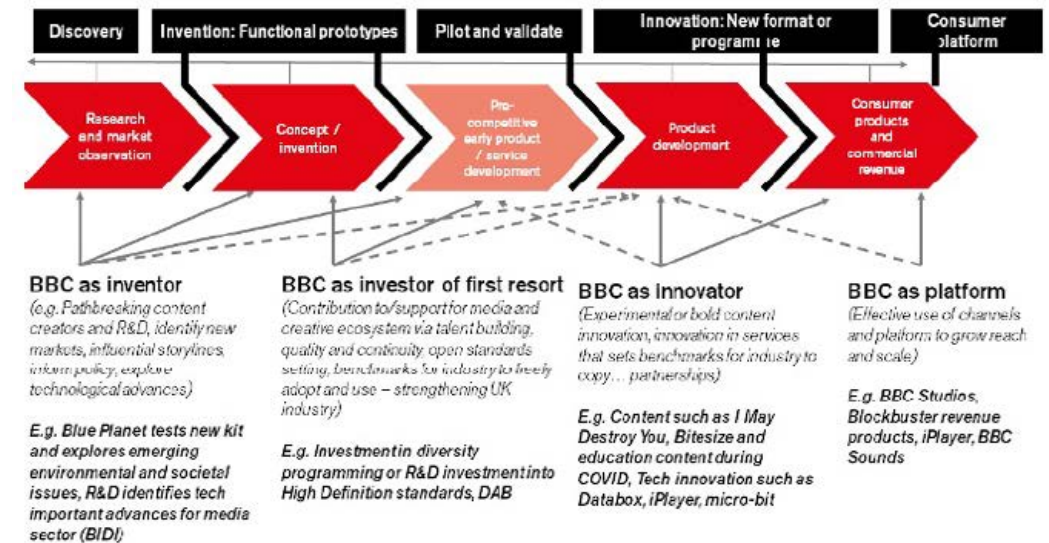 Discovery
Invention: Functional prototypes
Pilot and validate
Innovation: New format or
programme
Consumer
platform
Research
and market
observation
Concept /
invention
Pre-
competitive
early product
/ service
development
Product
development
Consumer
products
and
commercial
revenue
BBC as inventor
(e.g. Pathbreaking content
creators and R&D, identify new
markets, influential storylines,
inform policy, explore
technological advances)
E.g. Blue Planet tests new kit
and explores emerging
environmental and societal
issues, R&D identifies tech
important advances for media
sector (BIDI)
BBC as investor of first resort
(Contribution to/support for media and
creative ecosystem via talent building,
quality and continuity, open standards
setting, benchmarks for industry to freely
adopt and use – strengthening UK
industry)
E.g. Investment in diversity
programming or R&D investment into
High Definition standards, DAB
BBC as innovator
(Experimental or bold content
innovation, innovation in services
that sets benchmarks for industry to
copy… partnerships)
E.g. Content such as I May
Destroy You, Bitesize and
education content during
COVID, Tech innovation such as
Databox, iPlayer, micro-bit
BBC as platform
(Effective use of channels
and platform to grow reach
and scale)
E.g. BBC Studios,
Blockbuster revenue
products, iPlayer, BBC
Sounds